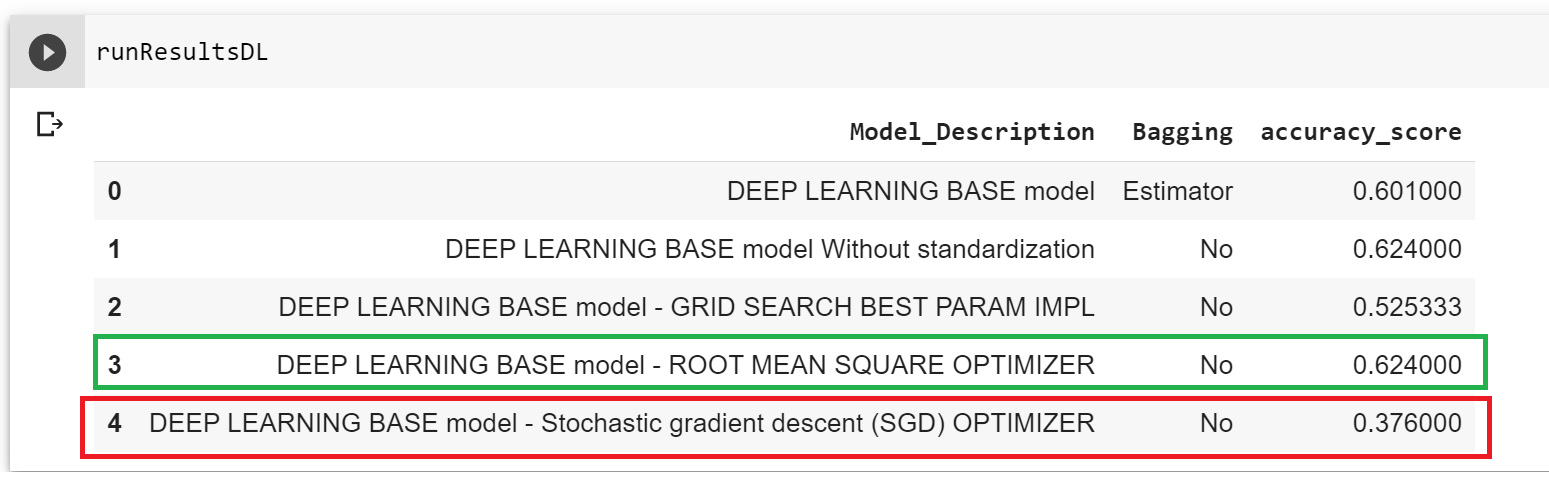 runResultsDL
Model_Description Bagging accuracy_score
0 DEEP LEARNING BASE model Estimator 0.601000
1 DEEP LEARNING BASE model Without standardization No 0.624000
2 DEEP LEARNING BASE model - GRID SEARCH BEST PARAM IMPL No 0.525333
3 DEEP LEARNING BASE model - ROOT MEAN SQUARE OPTIMIZER No 0.624000
4 DEEP LEARNING BASE model - Stochastic gradient descent (SGD) OPTIMIZER No 0.376000